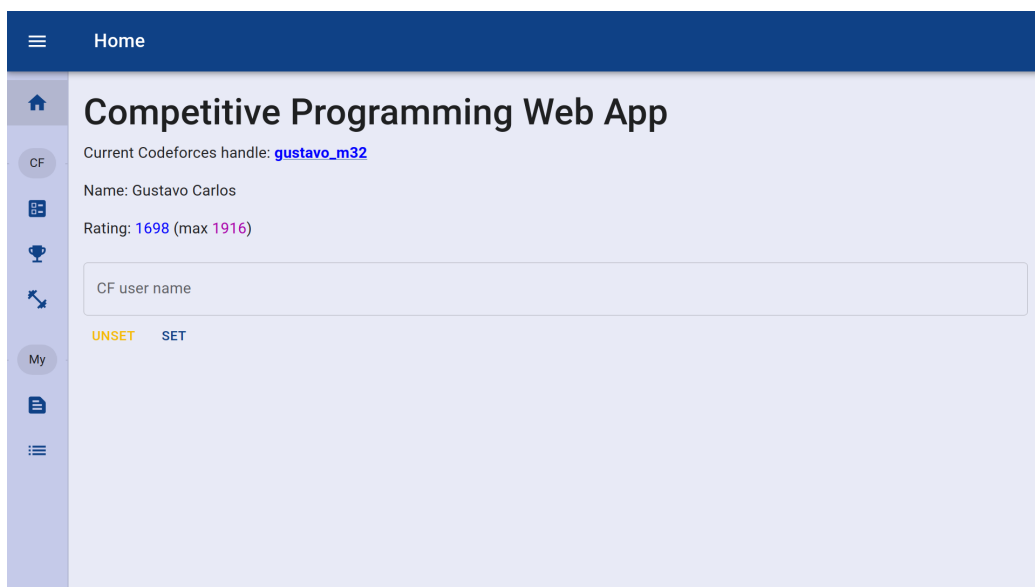 Home
Competitive Programming Web App
Current Codeforces handle: gustavo_m32
CF
Name: Gustavo Carlos
Rating: 1698 (max 1916)
CF user name
UNSET SET
My